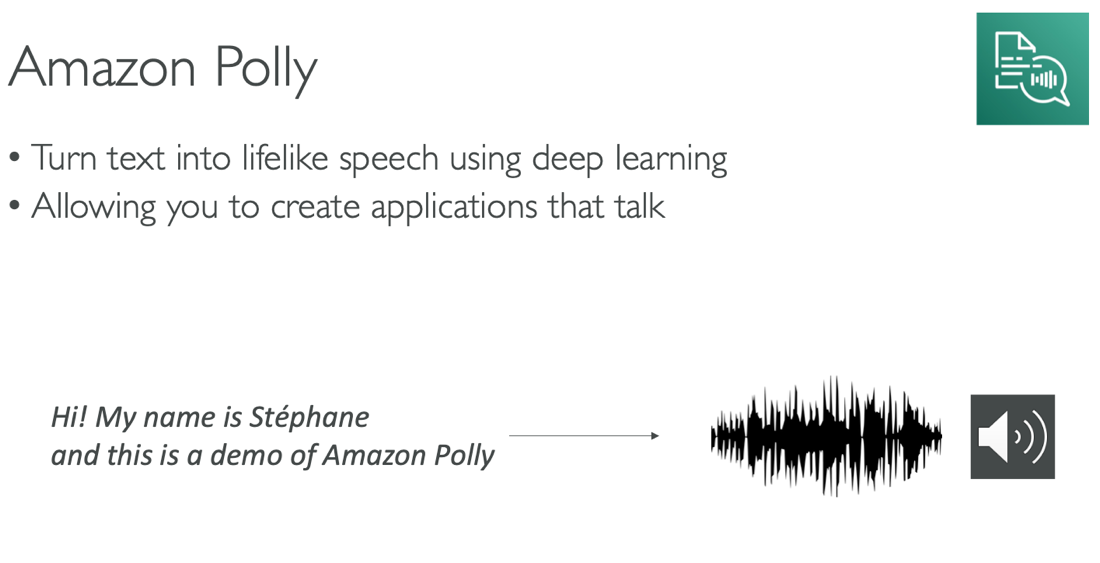 Amazon Polly
• Turn text into lifelike speech using deep learning
• Allowing you to create applications that talk
Hi! My name is Stéphane
and this is a demo of Amazon Polly